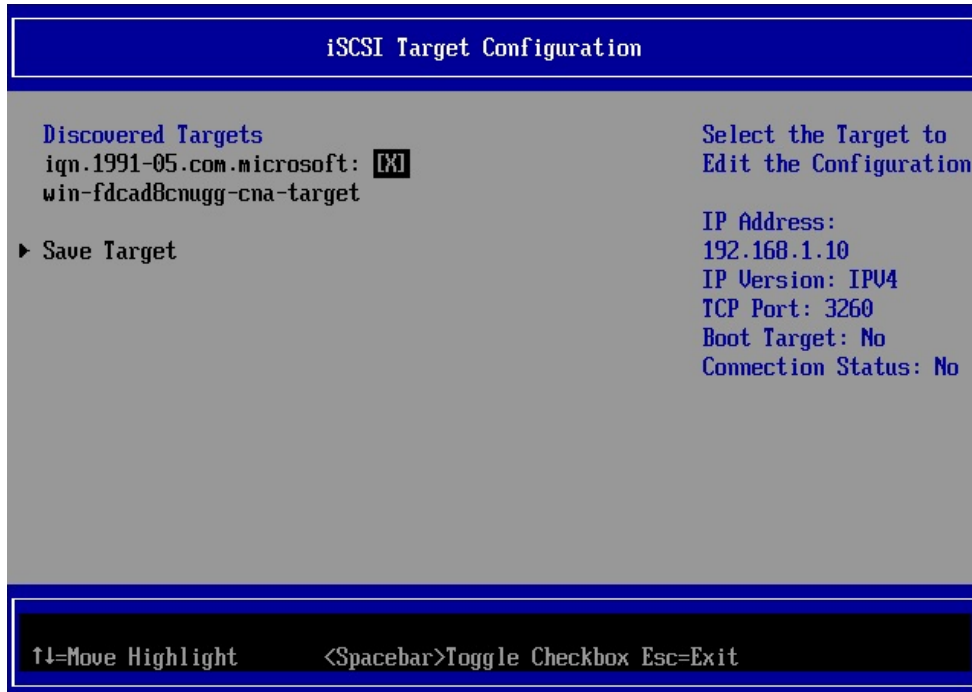 iSCSI Target Configuration
Discovered Targets
iqn.1991-05.com.microsoft: [X]
win-fdcad8cnugg-cna-target
▶ Save Target
Select the Target to
Edit the Configuration
IP Address:
192.168.1.10
IP Version: IPV4
TCP Port: 3260
Boot Target: No
Connection Status: No
↑↓=Move Highlight <Spacebar>Toggle Checkbox Esc=Exit